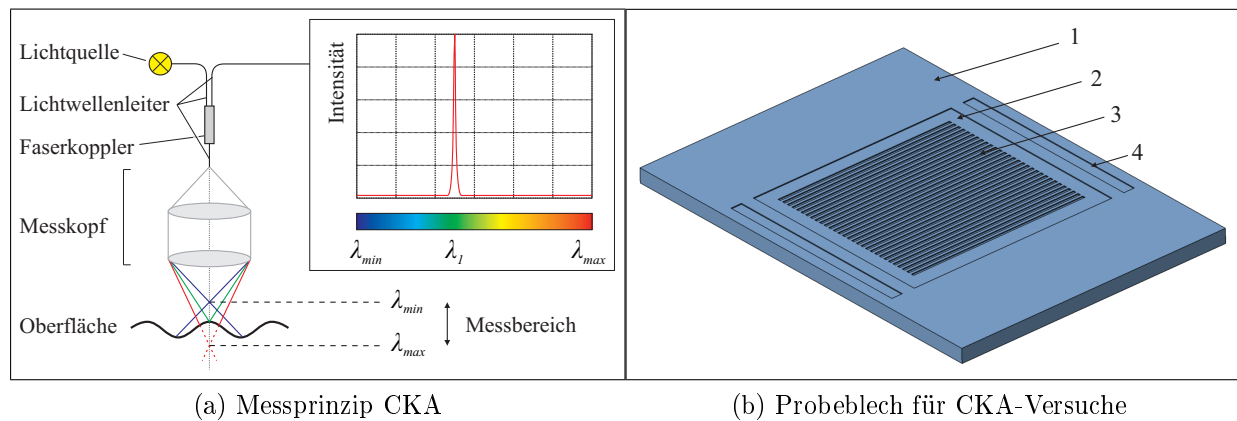 Lichtquelle
Lichtwellenleiter
Faserkoppler
Messkopf
Oberfläche
Intensität
λmin λ1 λmax
λmin
Messbereich
λmax
(a) Messprinzip CKA
1
2
3
4
(b) Probeblech für CKA-Versuche